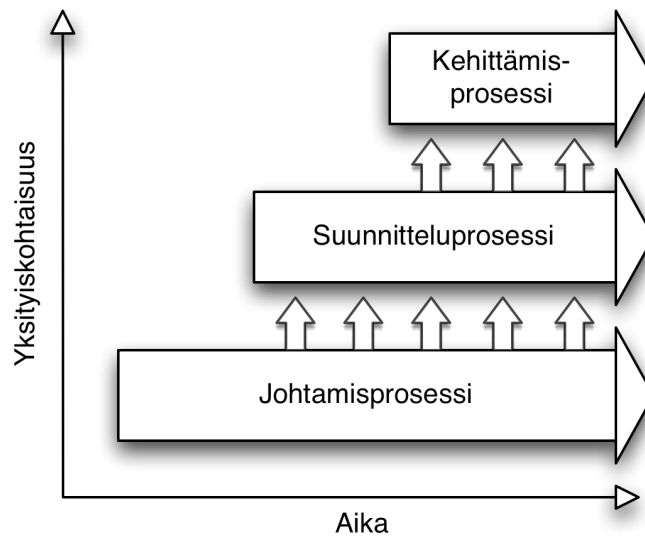 Kehittämis-
prosessi
Suunnitteluprosessi
Johtamisprosessi
Yksityiskohtaisuus
Aika